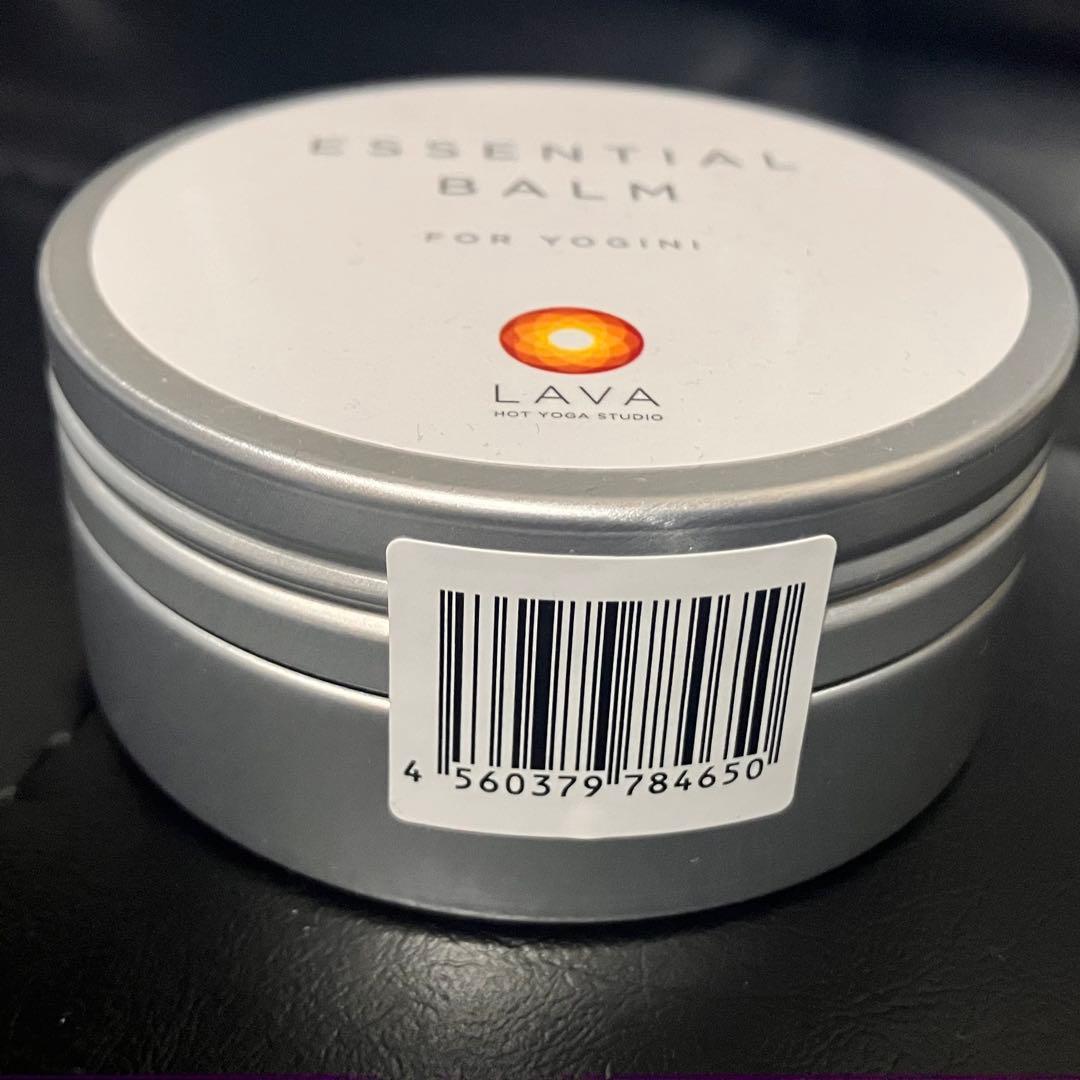 ESSENTIAL
BALM
FOR YOGINI
LAVA
HOT YOGA STUDIO
4 560379 784650